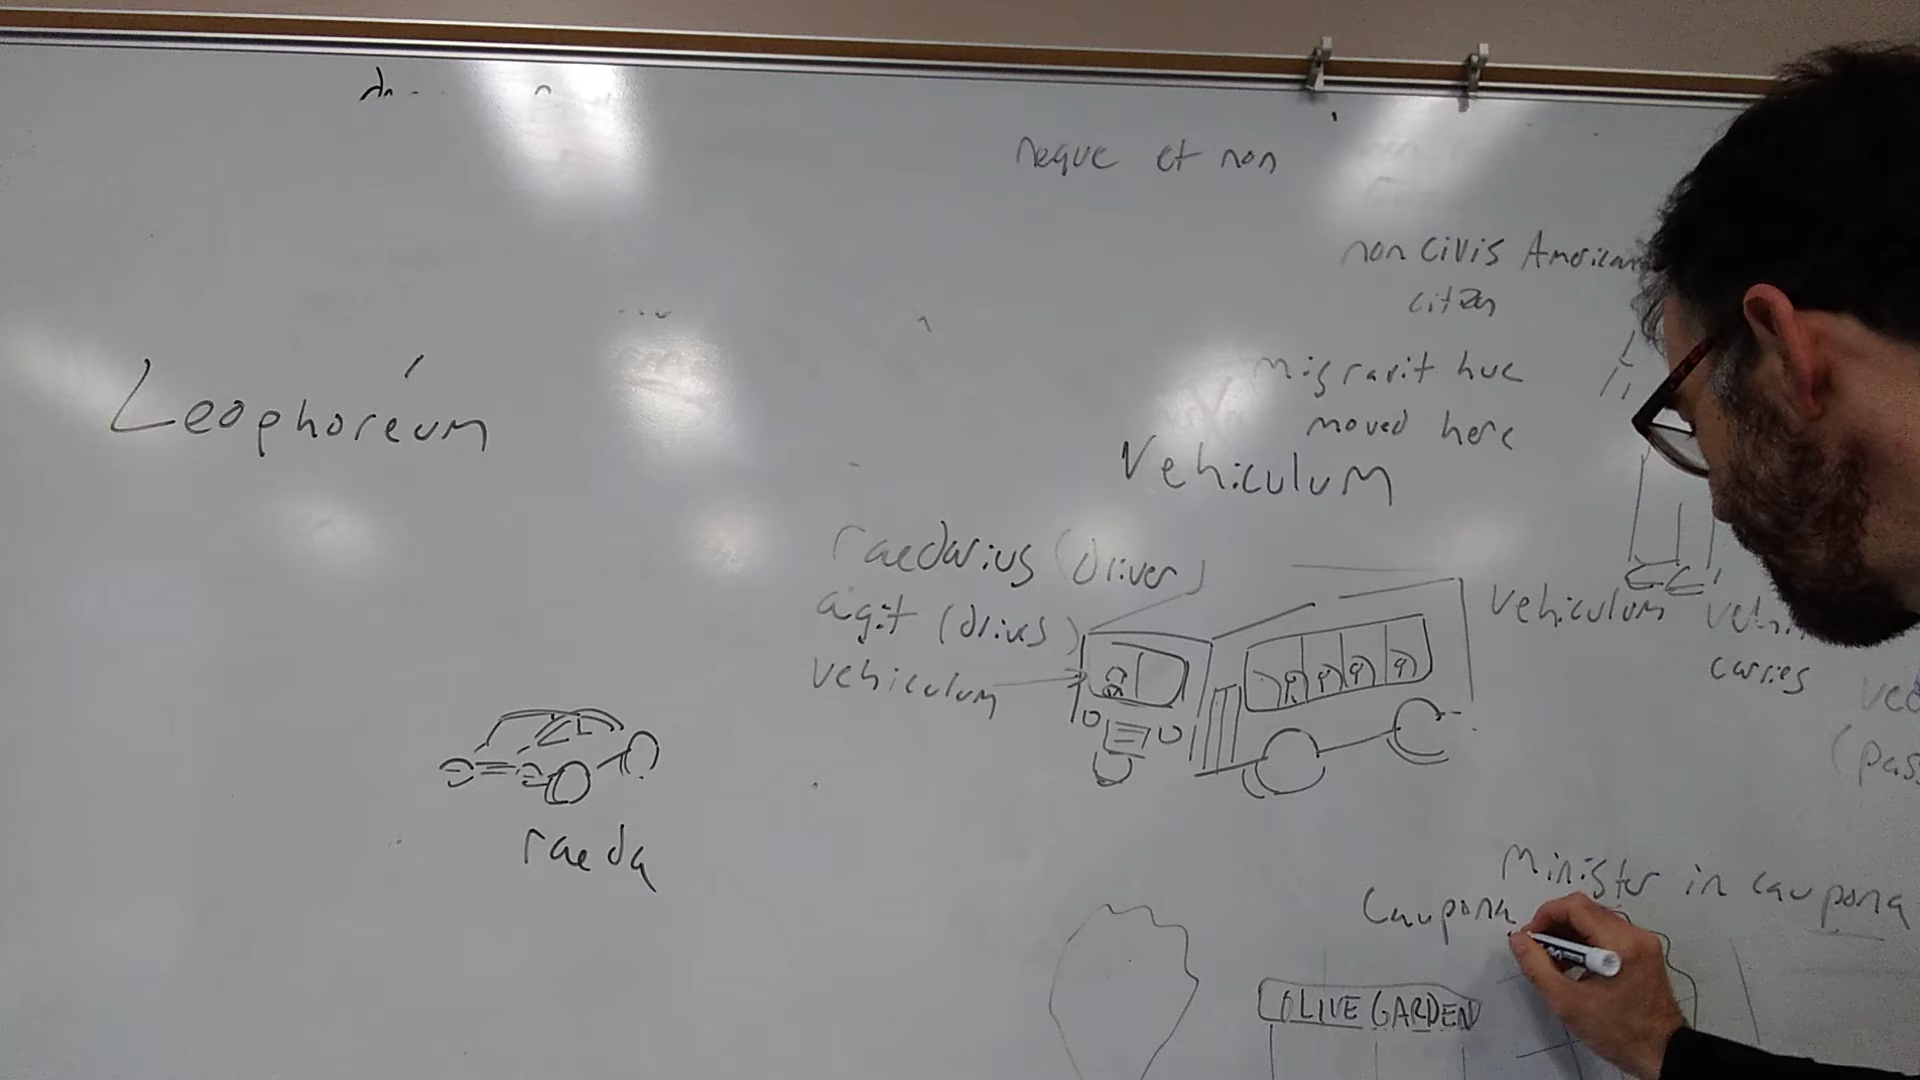 neque et non
non civis American
citizen
migravit huc
moved here
Leophoréum
Vehiculum
raedarius (driver)
agit (drives)
vehiculum
vehiculum
carries
raeda
Minister in caupona
Caupona
OLIVE GARDEN